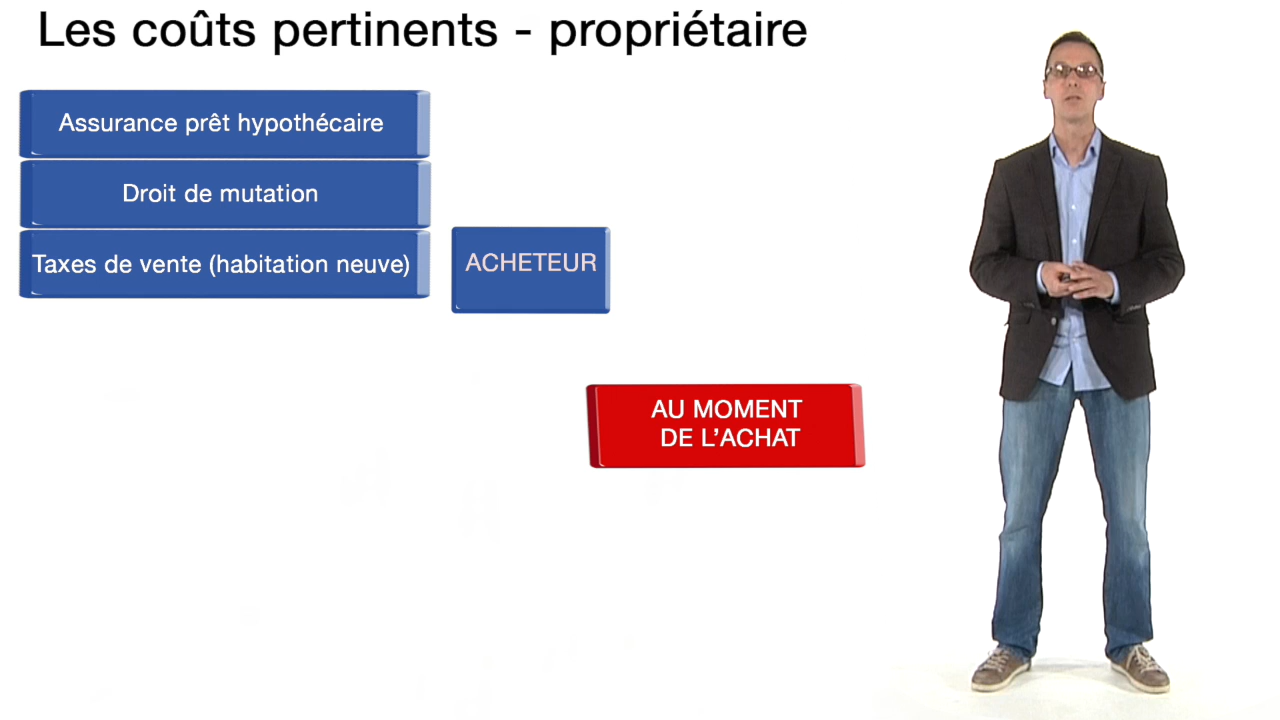 Les coûts pertinents - propriétaire
Assurance prêt hypothécaire
Droit de mutation
Taxes de vente (habitation neuve)
ACHETEUR
AU MOMENT
DE L’ACHAT